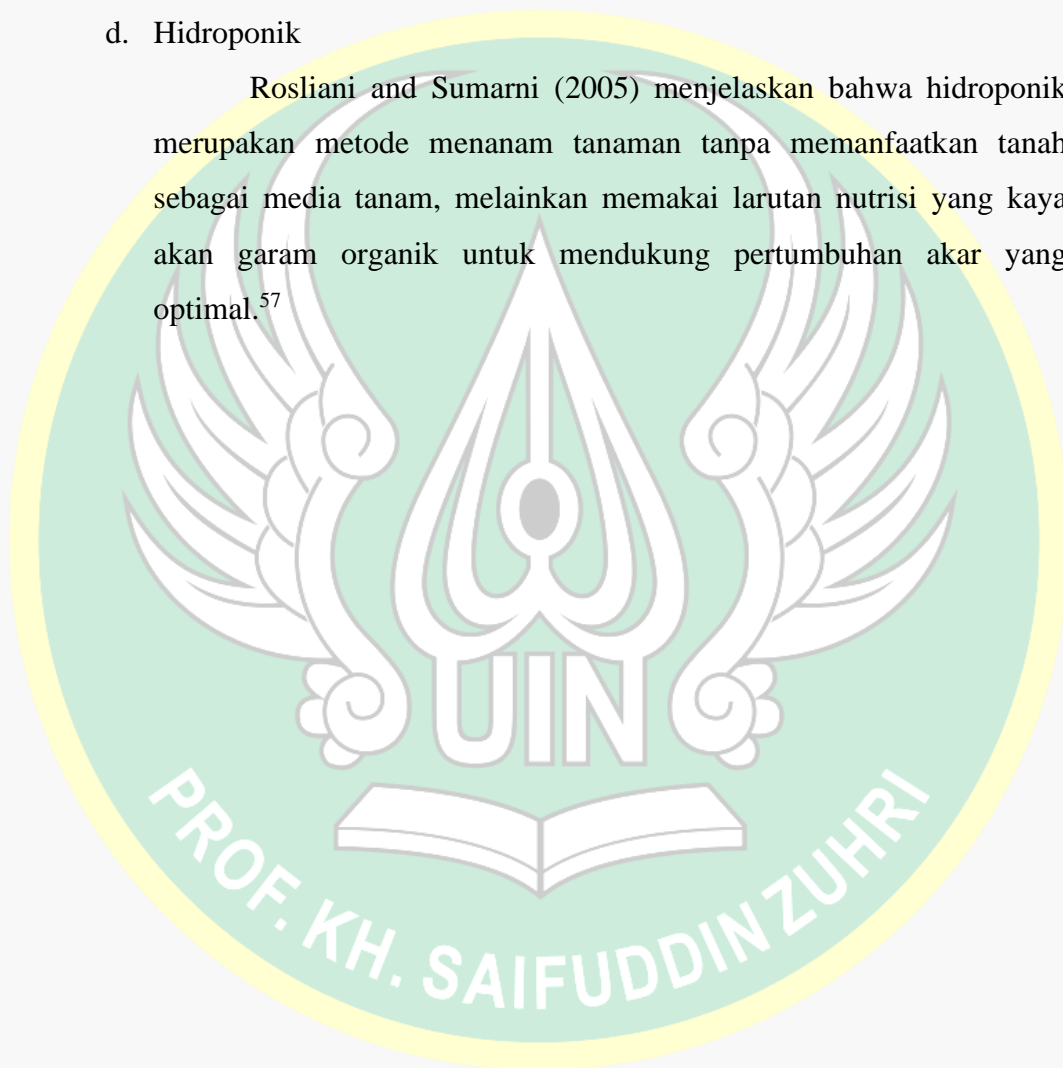 d. Hidroponik
Rosliani and Sumarni (2005) menjelaskan bahwa hidroponik
merupakan metode menanam tanaman tanpa memanfaatkan tanah
sebagai media tanam, melainkan memakai larutan nutrisi yang kaya
akan garam organik untuk mendukung pertumbuhan akar yang
optimal.57
UIN
PROF. KH. SAIFUDDIN ZUHRI